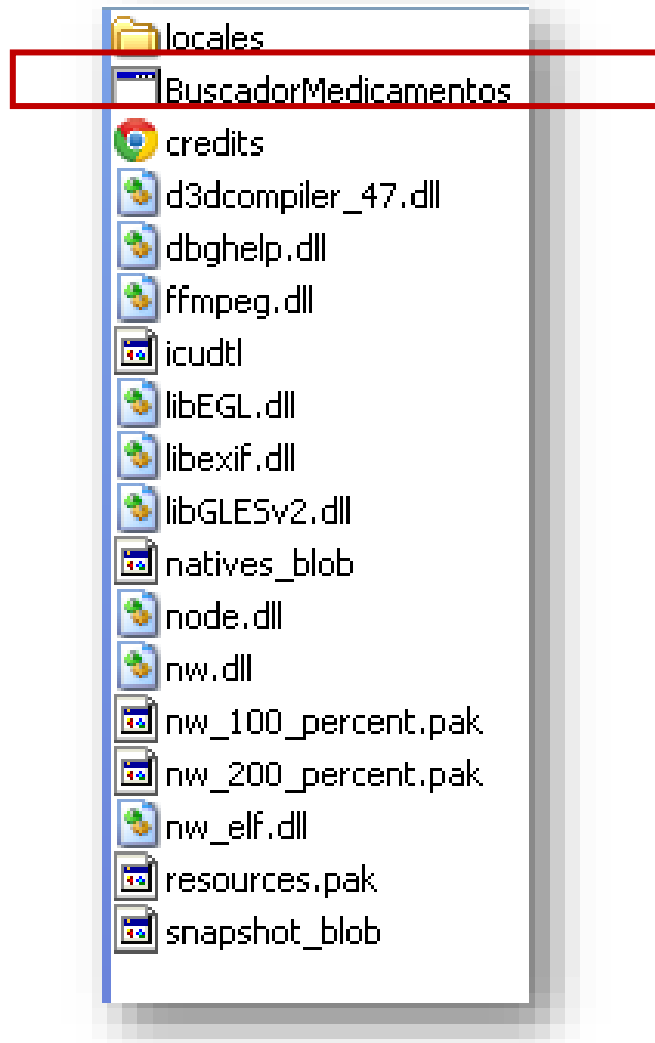 locales
BuscadorMedicamentos
credits
d3dcompiler_47.dll
dbghelp.dll
ffmpeg.dll
icudtl
libEGL.dll
libexif.dll
libGLESv2.dll
natives_blob
node.dll
nw.dll
nw_100_percent.pak
nw_200_percent.pak
nw_elf.dll
resources.pak
snapshot_blob